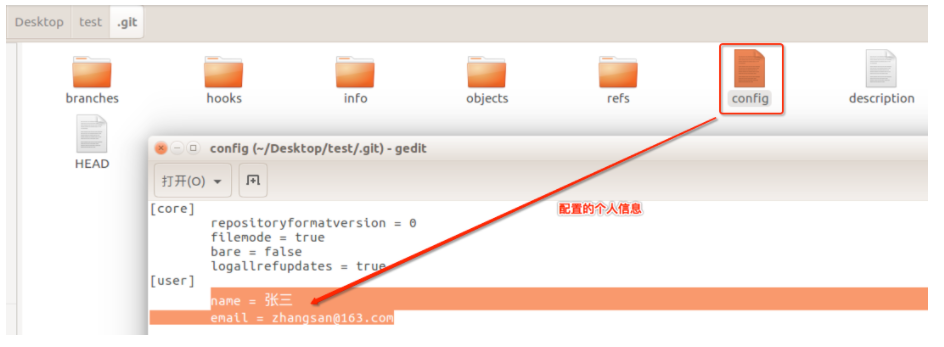 Desktop test .git
branches hooks info objects refs config description
HEAD
config (~/Desktop/test/.git) - gedit
打开(O)
[core]
配置的个人信息
repositoryformatversion = 0
filemode = true
bare = false
logallrefupdates = true
[user]
name = 张三
email = zhangsan@163.com